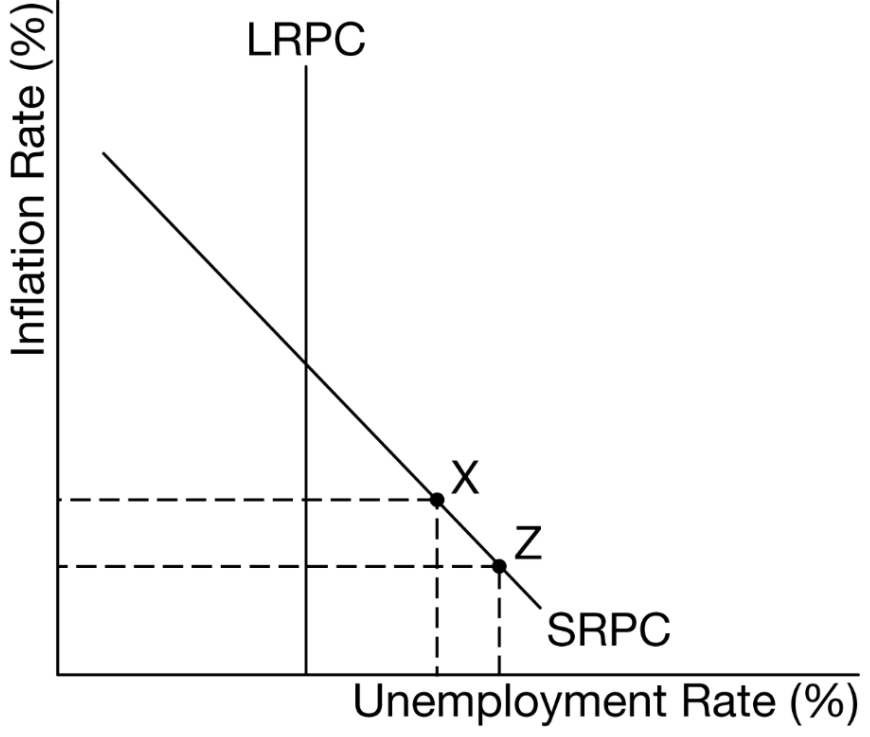 Inflation Rate (%)
LRPC
X
Z
SRPC
Unemployment Rate (%)